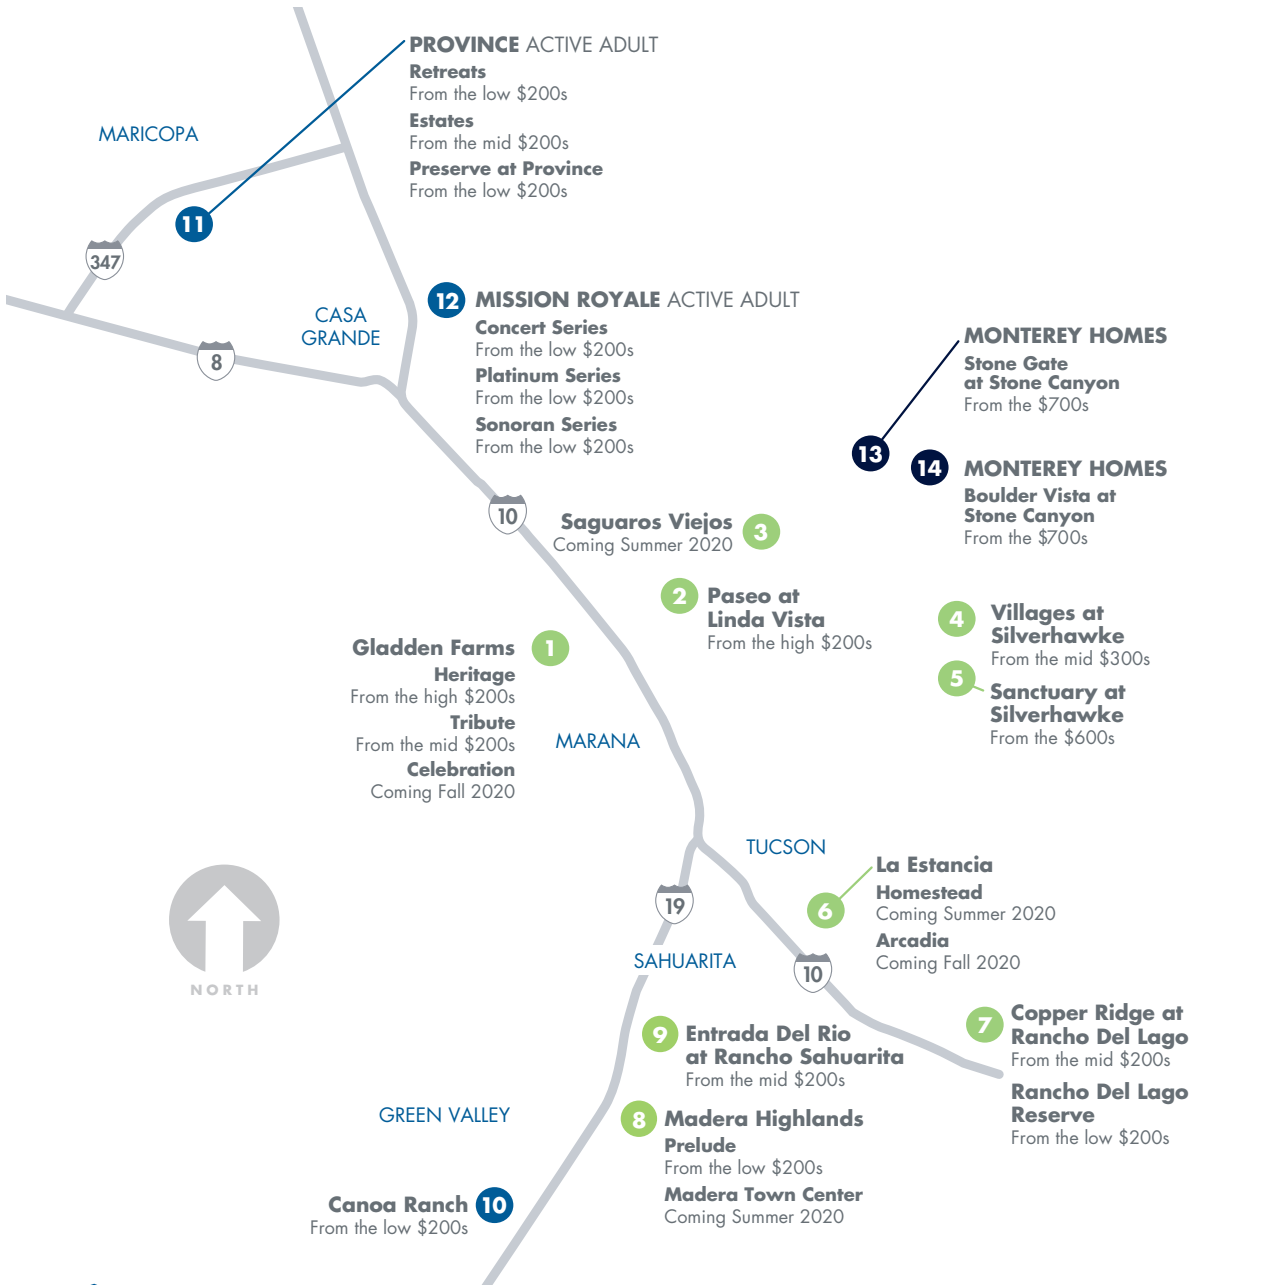 PROVINCE ACTIVE ADULT
Retreats
From the low $200s
Estates
From the mid $200s
Preserve at Province
From the low $200s
MARICOPA
11
347
CASA
GRANDE
8
12 MISSION ROYALE ACTIVE ADULT
Concert Series
From the low $200s
Platinum Series
From the low $200s
Sonoran Series
From the low $200s
MONTEREY HOMES
Stone Gate
at Stone Canyon
From the $700s
13
14 MONTEREY HOMES
Boulder Vista at
Stone Canyon
From the $700s
10
Saguaros Viejos 3
Coming Summer 2020
2 Paseo at
Linda Vista
From the high $200s
4 Villages at
Silverhawke
From the mid $300s
5 Sanctuary at
Silverhawke
From the $600s
Gladden Farms 1
Heritage
From the high $200s
Tribute
From the mid $200s
Celebration
Coming Fall 2020
MARANA
TUCSON
La Estancia
6
Homestead
Coming Summer 2020
Arcadia
Coming Fall 2020
19
NORTH
SAHUARITA
10
7 Copper Ridge at
Rancho Del Lago
From the mid $200s
Rancho Del Lago
Reserve
From the low $200s
9 Entrada Del Rio
at Rancho Sahuarita
From the mid $200s
GREEN VALLEY
8 Madera Highlands
Prelude
From the low $200s
Madera Town Center
Coming Summer 2020
Canoa Ranch 10
From the low $200s